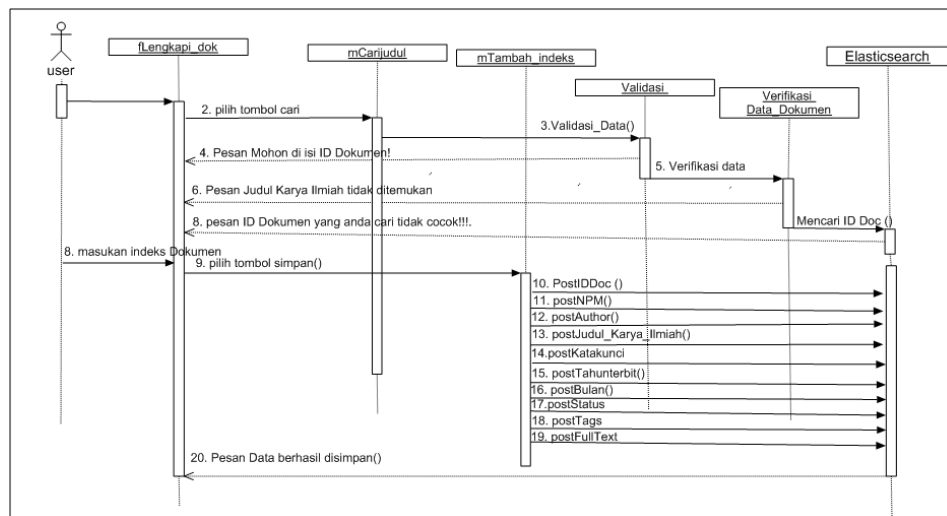 user
fLengkapi_dok
mCarijudul
mTambah_indeks
Validasi
Verifikasi
Data_Dokumen
Elasticsearch
2. pilih tombol cari
3.Validasi_Data()
4. Pesan Mohon di isi ID Dokumen!
5. Verifikasi data
6. Pesan Judul Karya Ilmiah tidak ditemukan
Mencari ID Doc ()
8. pesan ID Dokumen yang anda cari tidak cocok!!!.
8. masukan indeks Dokumen
9. pilih tombol simpan()
10. PostIDDoc ()
11. postNPM()
12. postAuthor()
13. postJudul_Karya_Ilmiah()
14.postKatakunci
15. postTahunterbit()
16. postBulan()
17.postStatus
18. postTags
19. postFullText
20. Pesan Data berhasil disimpan()